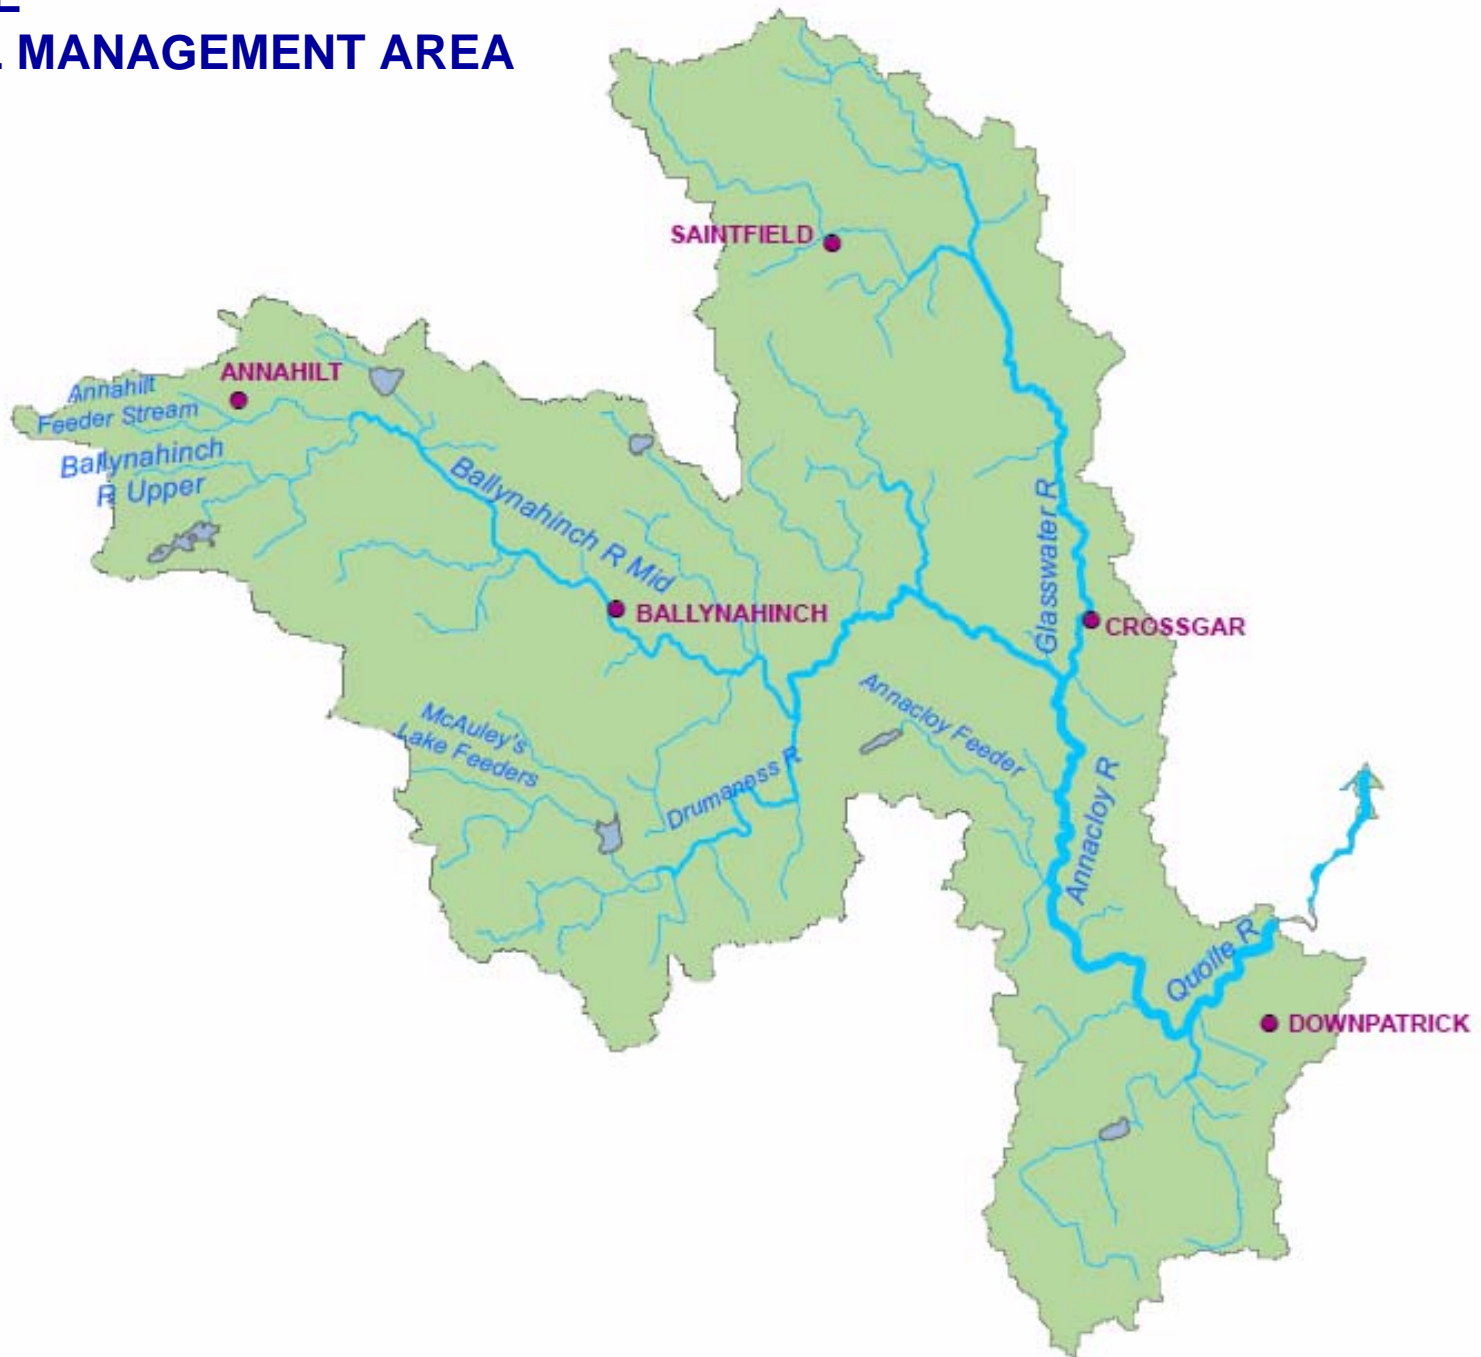 MANAGEMENT AREA
SAINTFIELD
ANNAHILT
Annahilt
Feeder Stream
Ballynahinch
R Upper
Ballynahinch R Mid
Glasswater R
BALLYNAHINCH
CROSSGAR
McAuley's
Lake Feeders
Annacloy Feeder
Drumaness R
Annacloy R
Quoile R
DOWNPATRICK